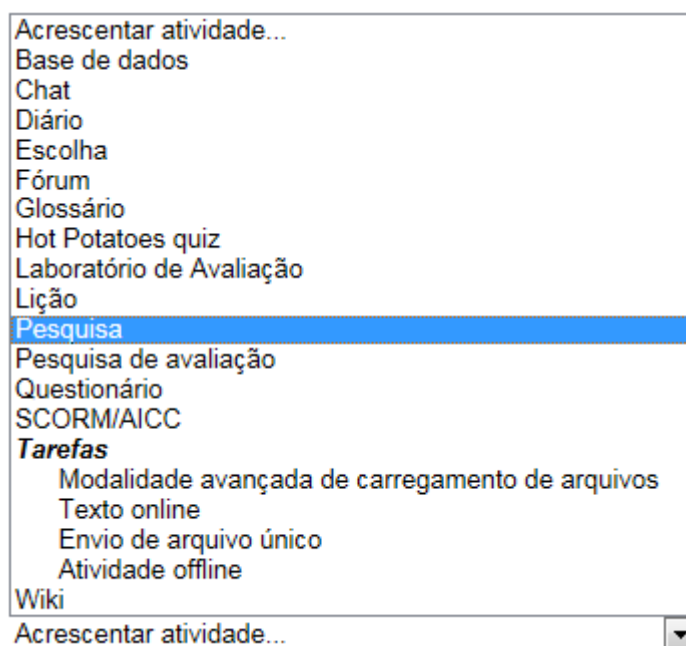 Acrescentar atividade...
Base de dados
Chat
Diário
Escolha
Fórum
Glossário
Hot Potatoes quiz
Laboratório de Avaliação
Lição
Pesquisa
Pesquisa de avaliação
Questionário
SCORM/AICC
Tarefas
Modalidade avançada de carregamento de arquivos
Texto online
Envio de arquivo único
Atividade offline
Wiki
Acrescentar atividade...